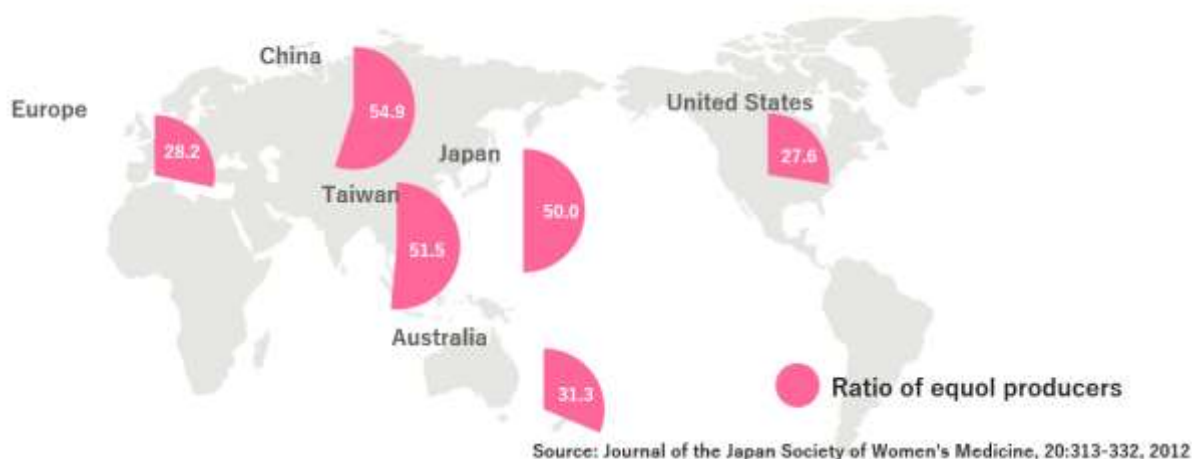 China
54.9
Europe
28.2
United States
27.6
Japan
50.0
Taiwan
51.5
Australia
31.3
Ratio of equol producers
Source: Journal of the Japan Society of Women's Medicine, 20:313-332, 2012